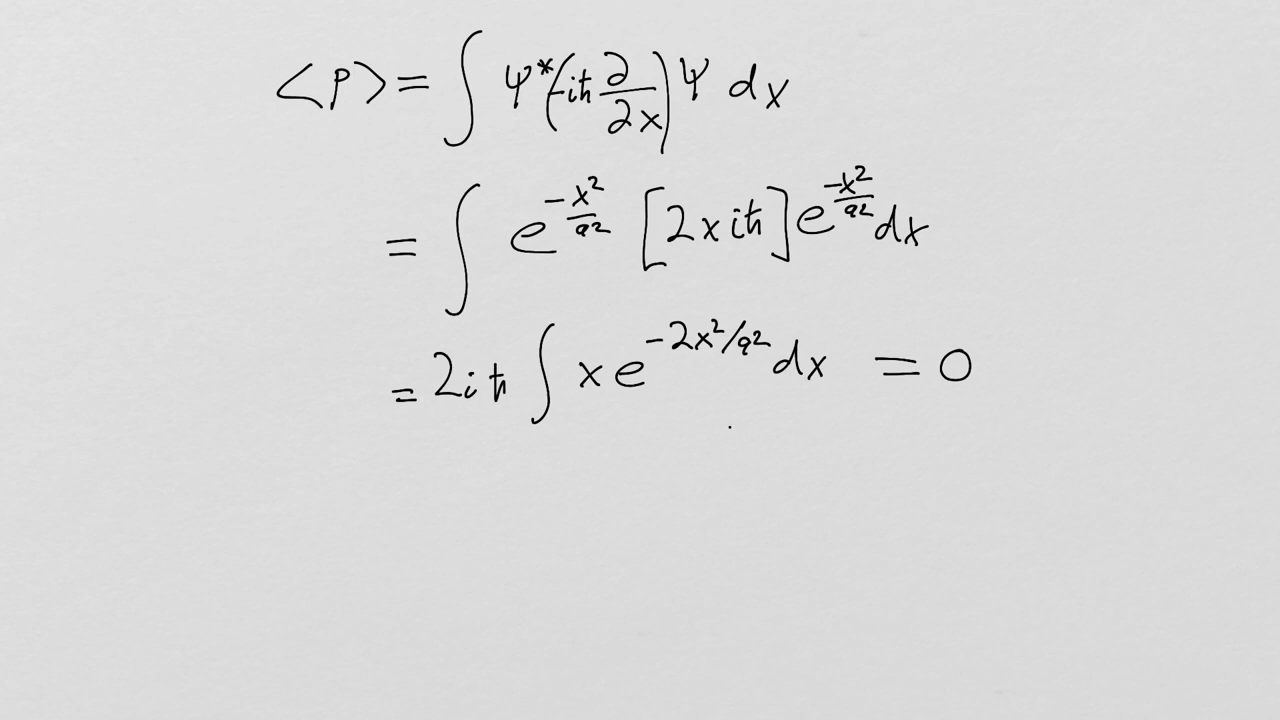 <p> = ∫ ψ* (-iħ ∂/∂x) ψ dx
= ∫ e^(-x²/a²) [2xiħ] e^(-x²/a²) dx
= 2iħ ∫ x e^(-2x²/a²) dx = 0